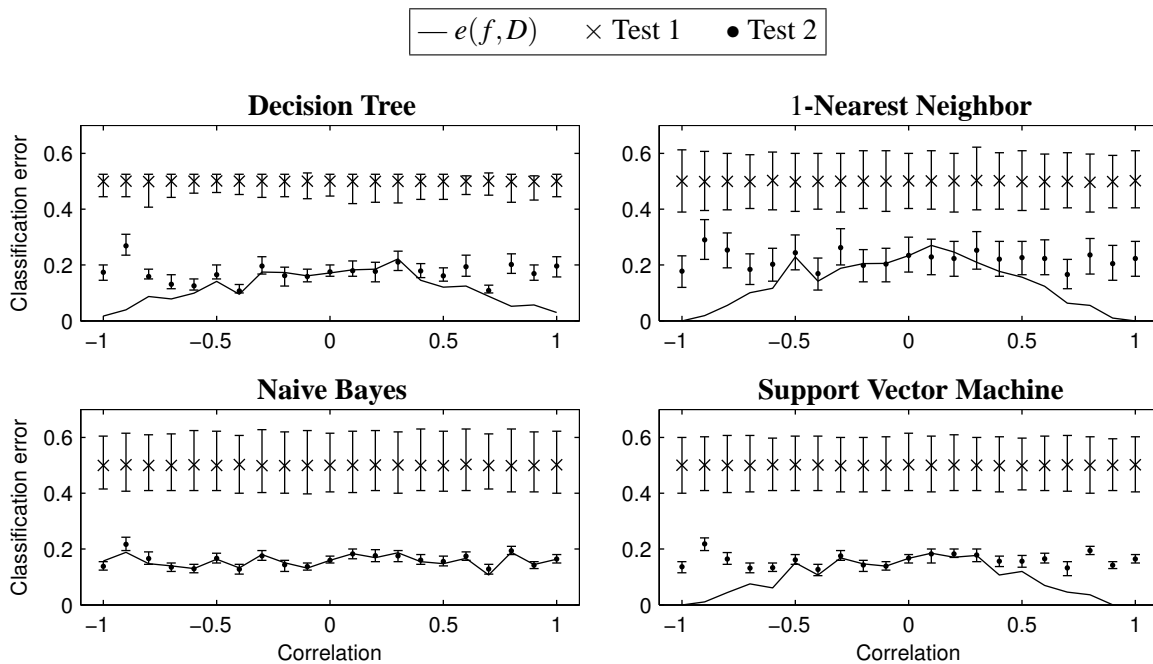 — e(f,D) × Test 1 • Test 2
Decision Tree
1-Nearest Neighbor
Classification error
0.6
0.4
0.2
0
−1 −0.5 0 0.5 1
0.6
0.4
0.2
0
−1 −0.5 0 0.5 1
Naive Bayes
Support Vector Machine
Classification error
0.6
0.4
0.2
0
−1 −0.5 0 0.5 1
Correlation
0.6
0.4
0.2
0
−1 −0.5 0 0.5 1
Correlation